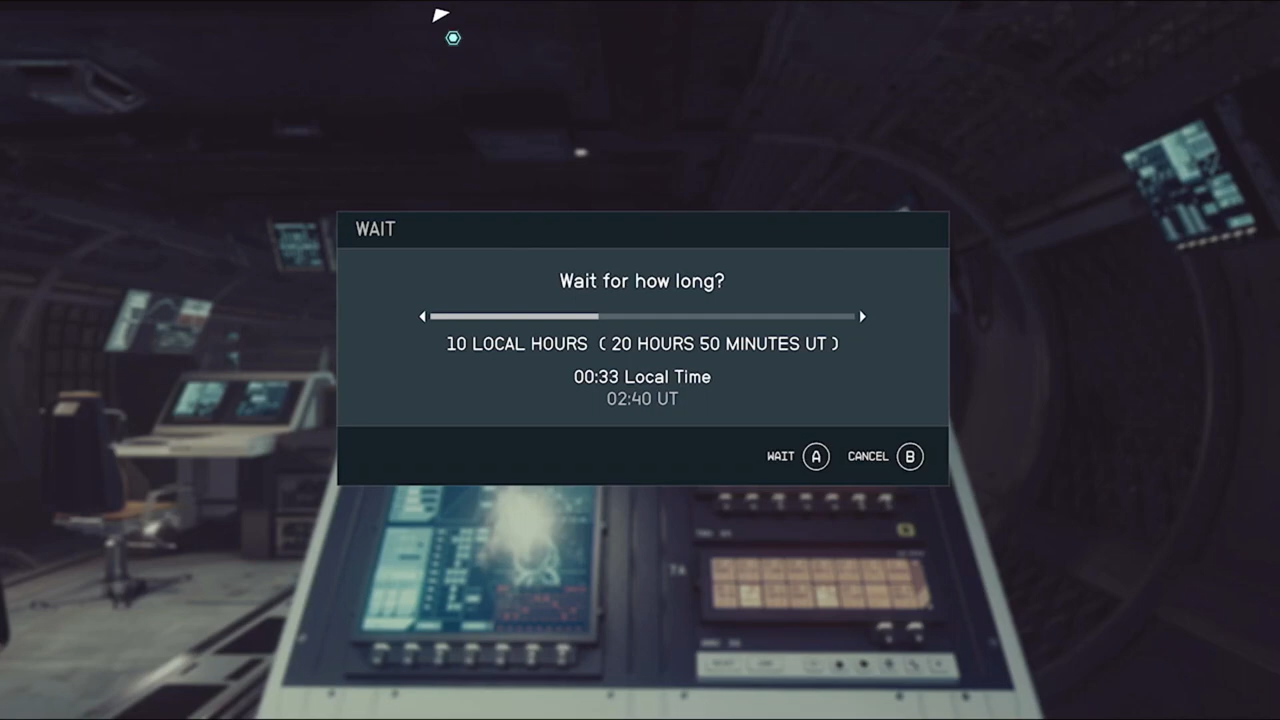 WAIT
Wait for how long?
10 LOCAL HOURS ( 20 HOURS 50 MINUTES UT )
00:33 Local Time
02:40 UT
WAIT A CANCEL B